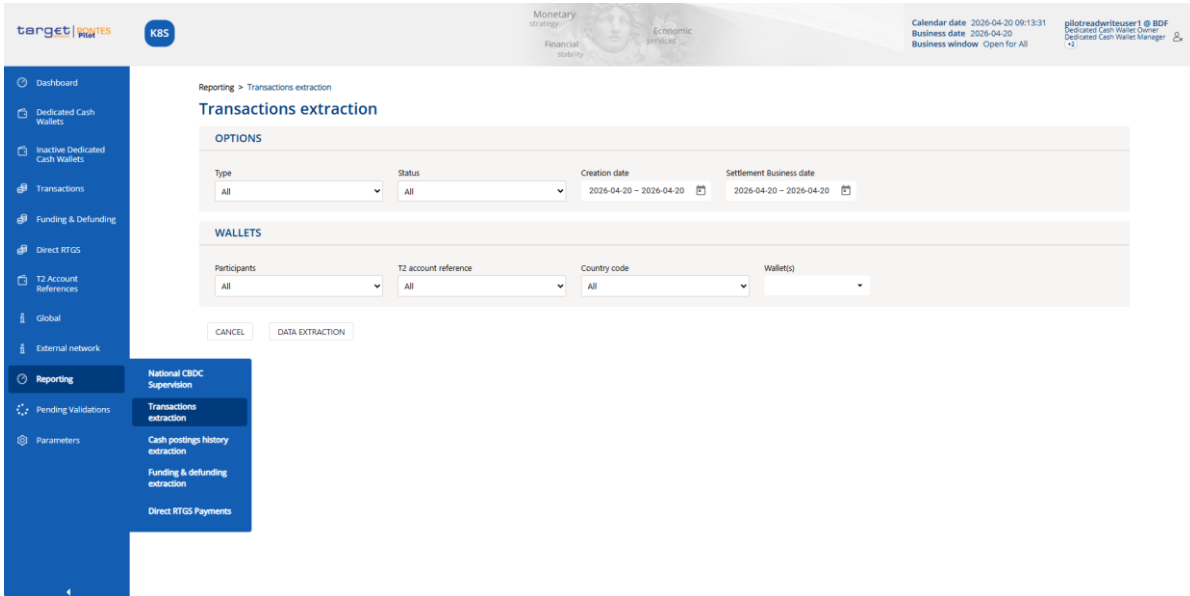 target | PONTES
Pilot
K8S
Monetary
strategy
Economic
services
Financial
stability
Calendar date 2026-04-20 09:13:31
Business date 2026-04-20
Business window Open for All
pilotreadwriteuser1 @ BDF
Dedicated Cash Wallet Owner
Dedicated Cash Wallet Manager
+2
Dashboard
Dedicated Cash
Wallets
Inactive Dedicated
Cash Wallets
Transactions
Funding & Defunding
Direct RTGS
T2 Account
References
Global
External network
Reporting
Pending Validations
Parameters
National CBDC
Supervision
Transactions
extraction
Cash postings history
extraction
Funding & defunding
extraction
Direct RTGS Payments
Reporting > Transactions extraction
Transactions extraction
OPTIONS
Type Status Creation date Settlement Business date
All All 2026-04-20 – 2026-04-20 2026-04-20 – 2026-04-20
WALLETS
Participants T2 account reference Country code Wallet(s)
All All All
CANCEL DATA EXTRACTION